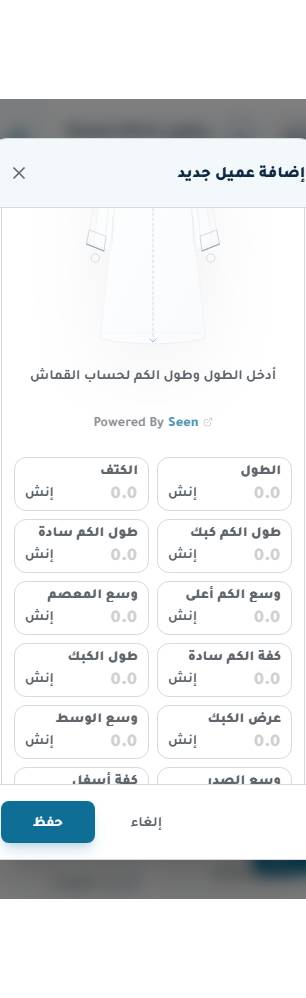 إضافة عميل جديد
أدخل الطول وطول الكم لحساب القماش
Powered By Seen
الطول
0.0 إنش
الكتف
0.0 إنش
طول الكم كبك
0.0 إنش
طول الكم سادة
0.0 إنش
وسع الكم أعلى
0.0 إنش
وسع المعصم
0.0 إنش
كفة الكم سادة
0.0 إنش
طول الكبك
0.0 إنش
عرض الكبك
0.0 إنش
وسع الوسط
0.0 إنش
وسع الصدر
كفة أسفل
إلغاء
حفظ